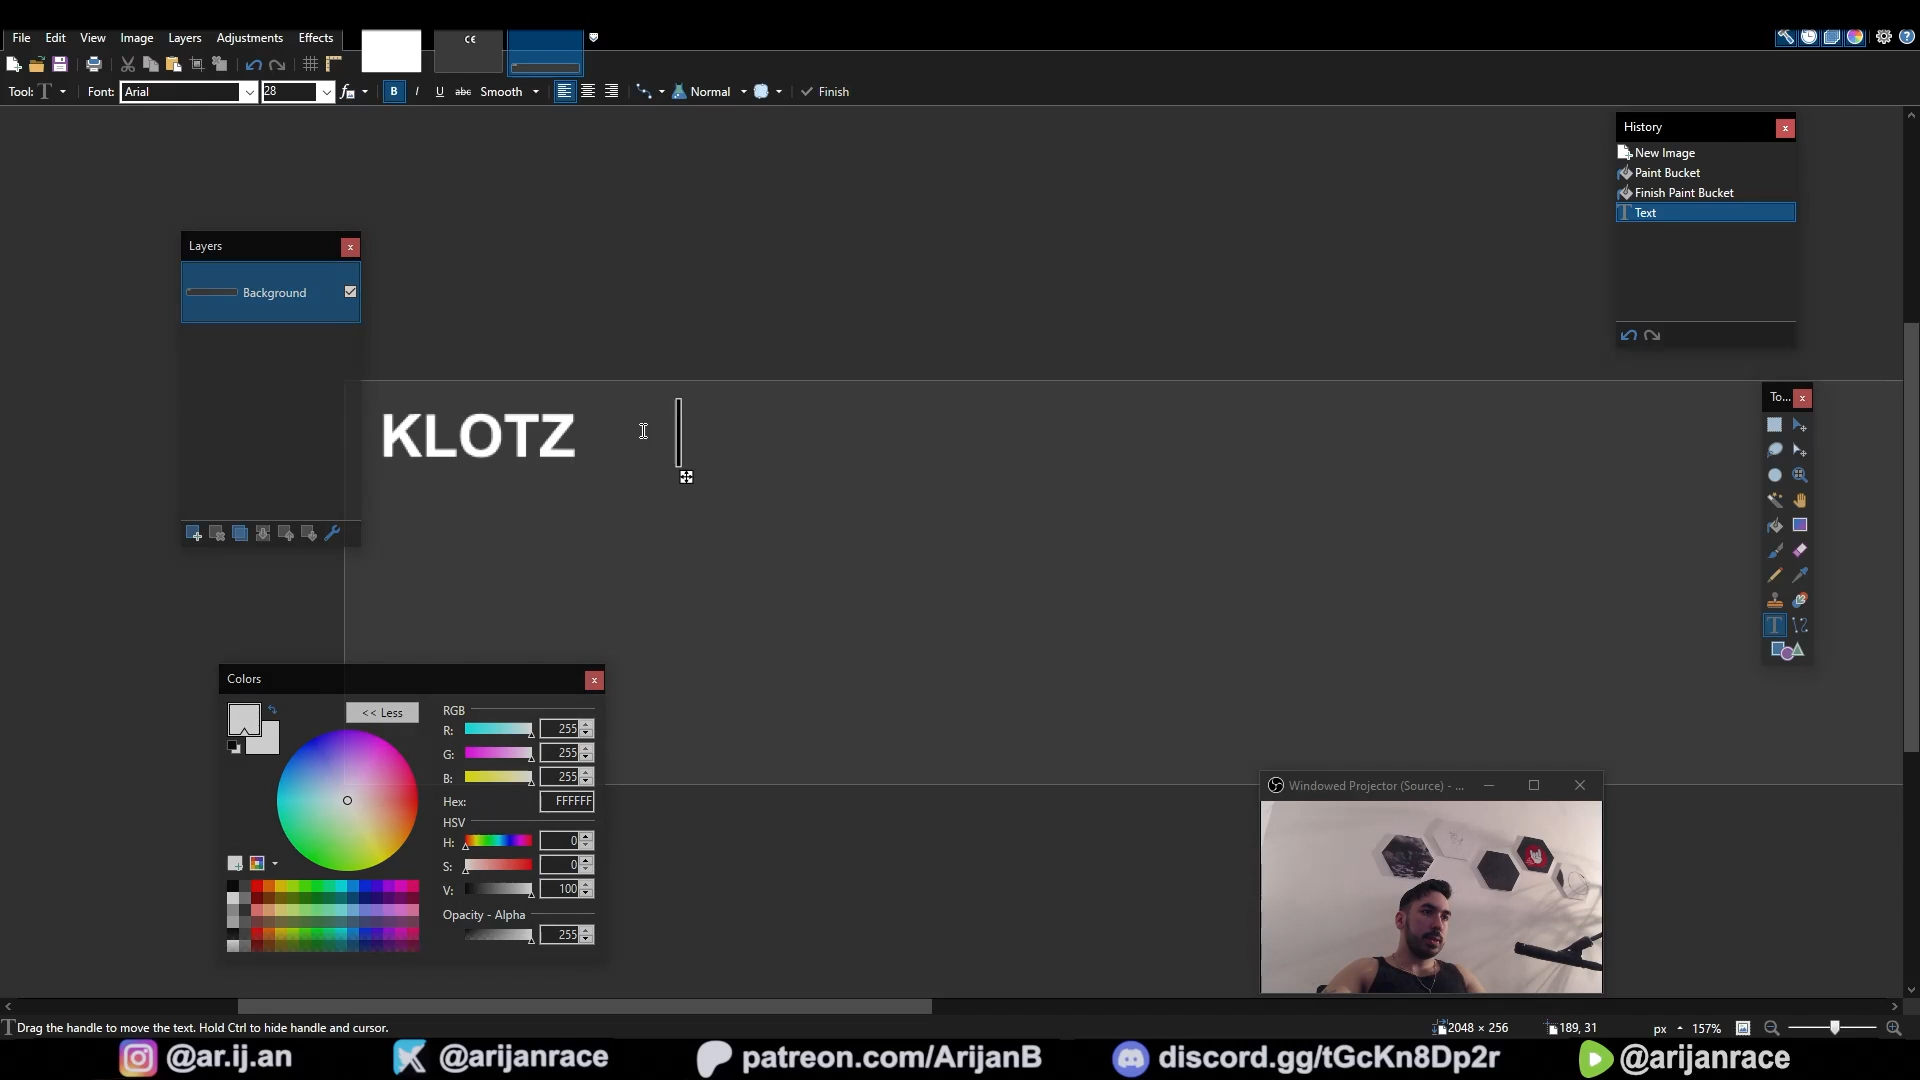 File Edit View Image Layers Adjustments Effects
CE
Tool: T Font: Arial 28 B I U abc Smooth Normal Finish
History
New Image
Paint Bucket
Finish Paint Bucket
Text
Layers
Background
KLOTZ
To...
Colors
<< Less
RGB
R: 255
G: 255
B: 255
Hex: FFFFFF
HSV
H: 0
S: 0
V: 100
Opacity - Alpha
255
Windowed Projector (Source) - ...
Drag the handle to move the text. Hold Ctrl to hide handle and cursor.
2048 × 256
189, 31
px
157%
@ar.ij.an
@arijanrace
patreon.com/ArijanB
discord.gg/tGcKn8Dp2r
@arijanrace